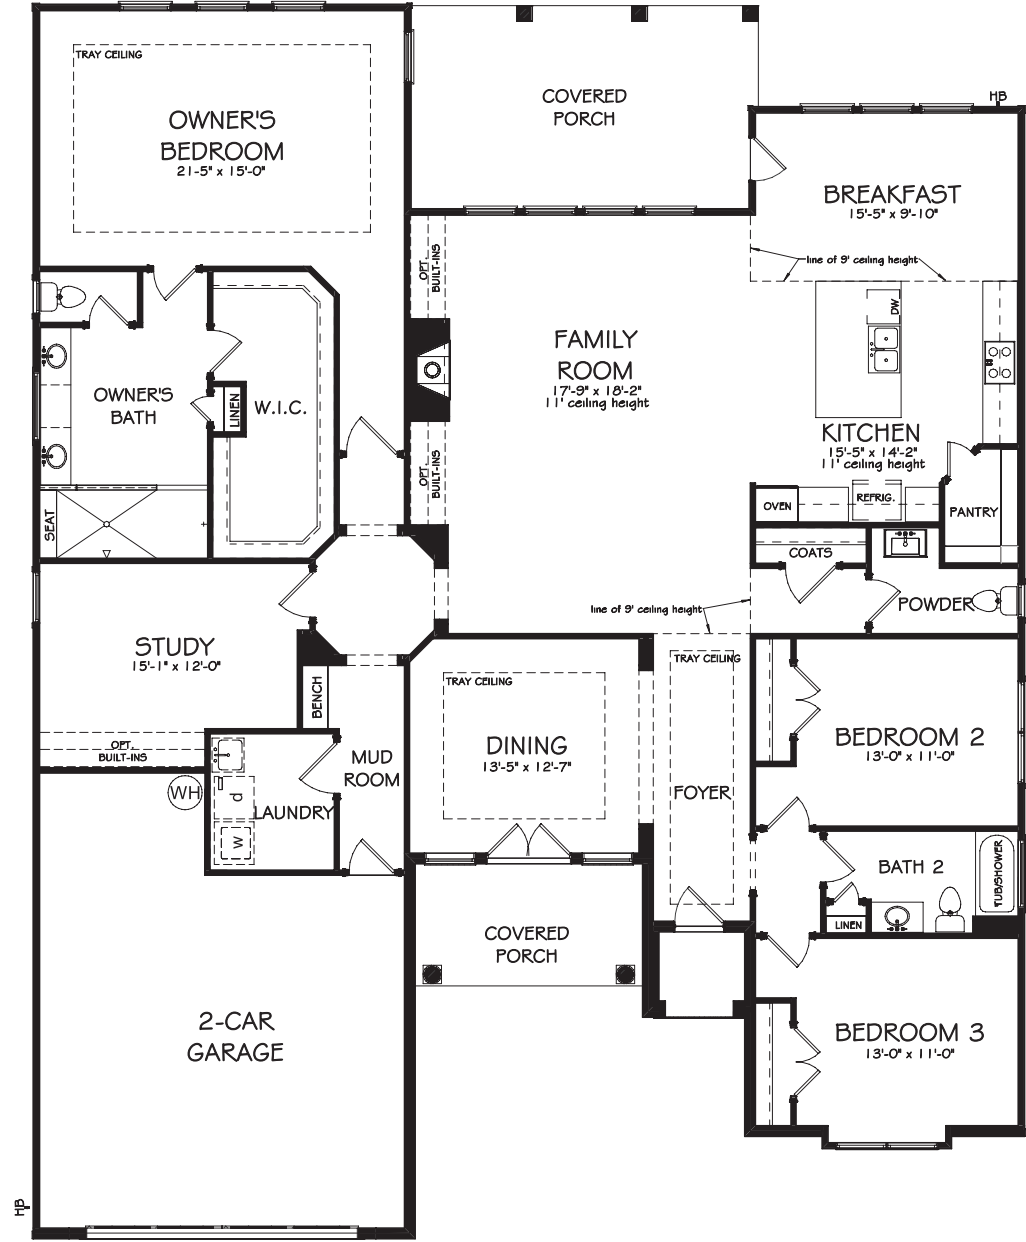 TRAY CEILING
OWNER'S
BEDROOM
21'-5" x 15'-0"
COVERED
PORCH
HB
BREAKFAST
15'-5" x 9'-10"
line of 9' ceiling height
OPT.
BUILT-INS
DW
FAMILY
ROOM
17'-9" x 18'-2"
11' ceiling height
OWNER'S
BATH
LINEN
W.I.C.
KITCHEN
15'-5" x 14'-2"
11' ceiling height
OPT.
BUILT-INS
OVEN
REFRIG.
PANTRY
SEAT
COATS
POWDER
line of 9' ceiling height
STUDY
15'-1" x 12'-0"
TRAY CEILING
TRAY CEILING
BENCH
OPT.
BUILT-INS
DINING
13'-5" x 12'-7"
BEDROOM 2
13'-0" x 11'-0"
MUD
ROOM
WH
d
LAUNDRY
W
FOYER
BATH 2
TUB/SHOWER
LINEN
COVERED
PORCH
2-CAR
GARAGE
BEDROOM 3
13'-0" x 11'-0"
HB